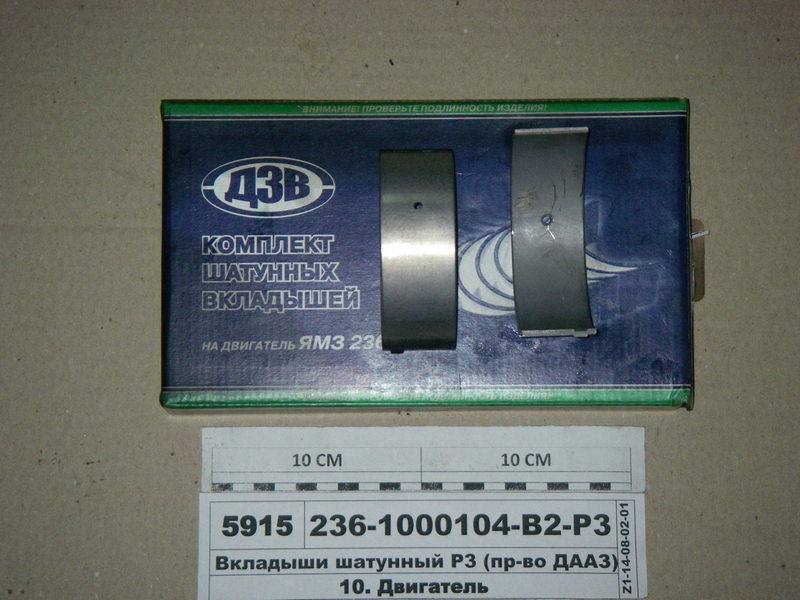 ВНИМАНИЕ! ПРОВЕРЬТЕ ПОДЛИННОСТЬ ИЗДЕЛИЯ!
ДЗВ
КОМПЛЕКТ
ШАТУННЫХ
ВКЛАДЫШЕЙ
НА ДВИГАТЕЛЬ ЯМЗ 236
10 СМ 10 СМ
5915 236-1000104-В2-Р3
Вкладыши шатунный Р3 (пр-во ДААЗ)
10. Двигатель
Z1-14-08-02-01